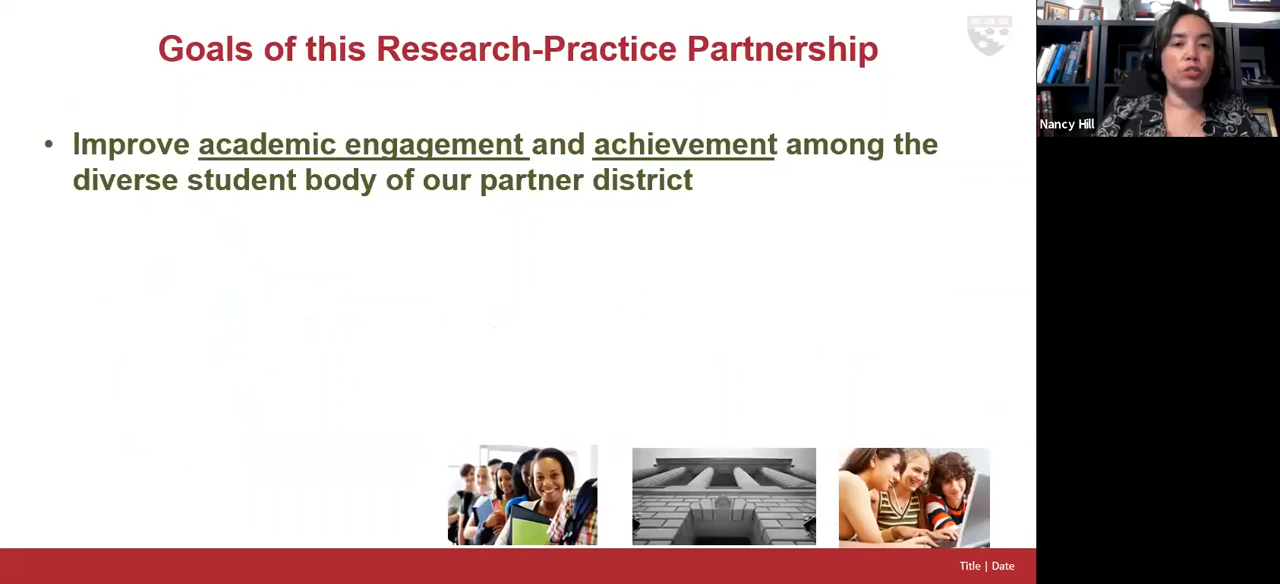 Goals of this Research-Practice Partnership
• Improve academic engagement and achievement among the
diverse student body of our partner district
Nancy Hill
Title | Date